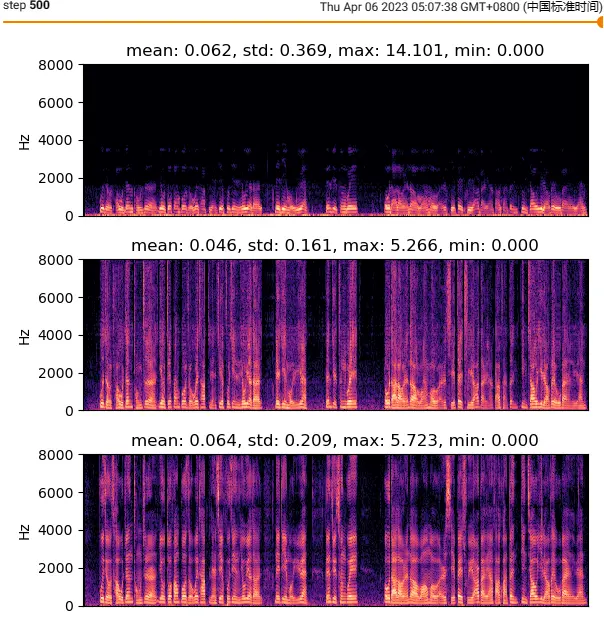 step 500 Thu Apr 06 2023 05:07:38 GMT+0800 (中国标准时间)
mean: 0.062, std: 0.369, max: 14.101, min: 0.000
8000
6000
Hz
4000
2000
0
mean: 0.046, std: 0.161, max: 5.266, min: 0.000
8000
6000
Hz
4000
2000
0
mean: 0.064, std: 0.209, max: 5.723, min: 0.000
8000
6000
Hz
4000
2000
0